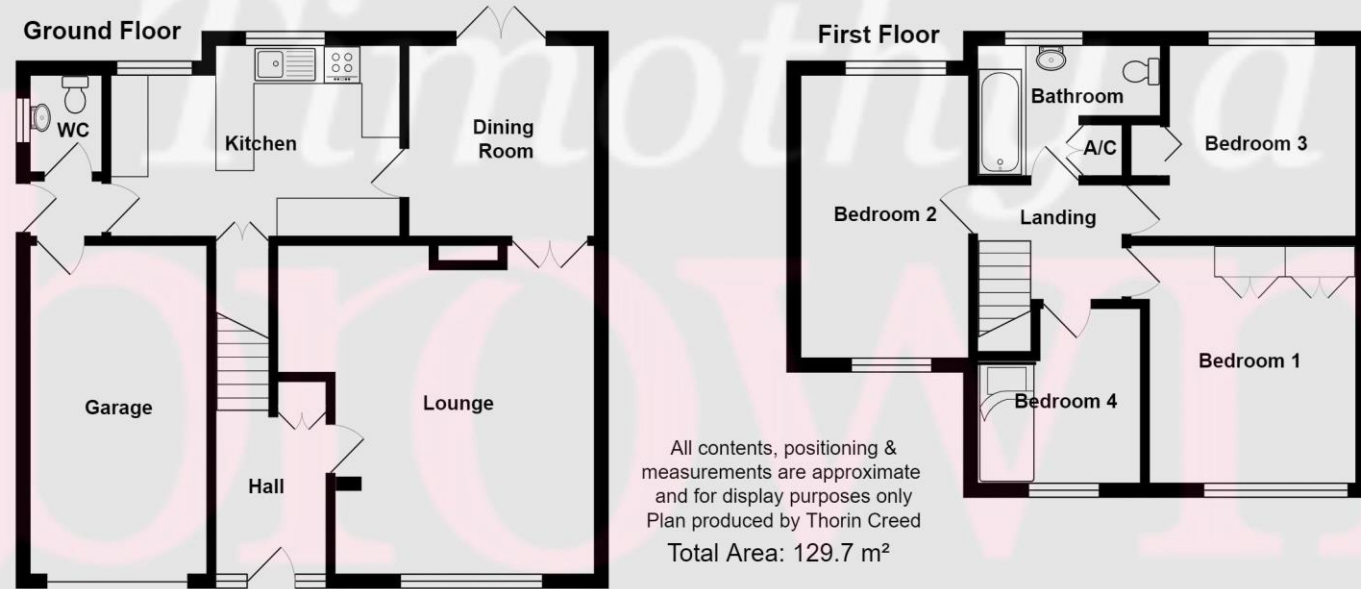 Ground Floor
WC
Kitchen
Dining
Room
Garage
Hall
Lounge
First Floor
Bathroom
A/C
Bedroom 3
Bedroom 2
Landing
Bedroom 1
Bedroom 4
All contents, positioning &
measurements are approximate
and for display purposes only
Plan produced by Thorin Creed
Total Area: 129.7 m²
Timothy a
brown